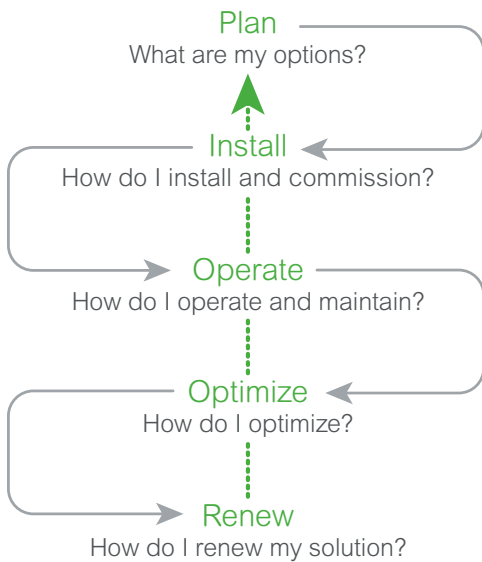 Plan
What are my options?
Install
How do I install and commission?
Operate
How do I operate and maintain?
Optimize
How do I optimize?
Renew
How do I renew my solution?